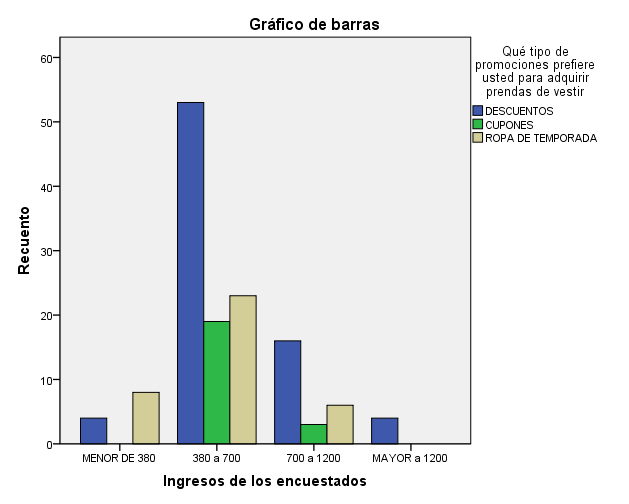 Gráfico de barras
Qué tipo de
promociones prefiere
usted para adquirir
prendas de vestir
DESCUENTOS
CUPONES
ROPA DE TEMPORADA
Recuento
60
50
40
30
20
10
0
MENOR DE 380
380 a 700
700 a 1200
MAYOR a 1200
Ingresos de los encuestados